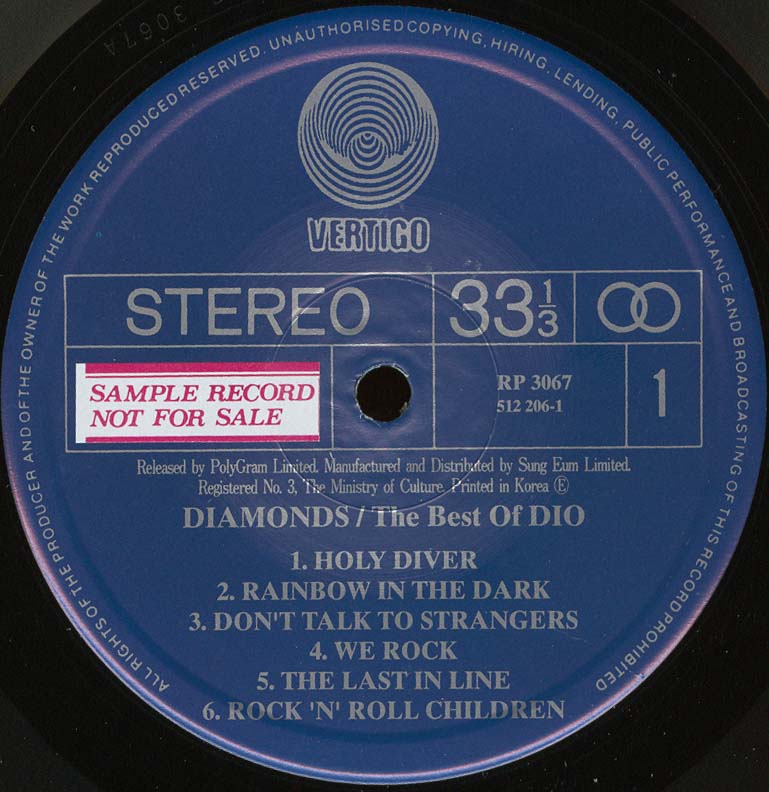 3067A
ALL RIGHTS OF THE PRODUCER AND OF THE OWNER OF THE WORK REPRODUCED RESERVED. UNAUTHORISED COPYING, HIRING, LENDING, PUBLIC PERFORMANCE AND BROADCASTING OF THIS RECORD PROHIBITED
VERTIGO
STEREO 33 1/3
SAMPLE RECORD
NOT FOR SALE
RP 3067
512 206-1
1
Released by PolyGram Limited. Manufactured and Distributed by Sung Eum Limited.
Registered No. 3, The Ministry of Culture. Printed in Korea Ⓔ
DIAMONDS / The Best Of DIO
1. HOLY DIVER
2. RAINBOW IN THE DARK
3. DON'T TALK TO STRANGERS
4. WE ROCK
5. THE LAST IN LINE
6. ROCK 'N' ROLL CHILDREN